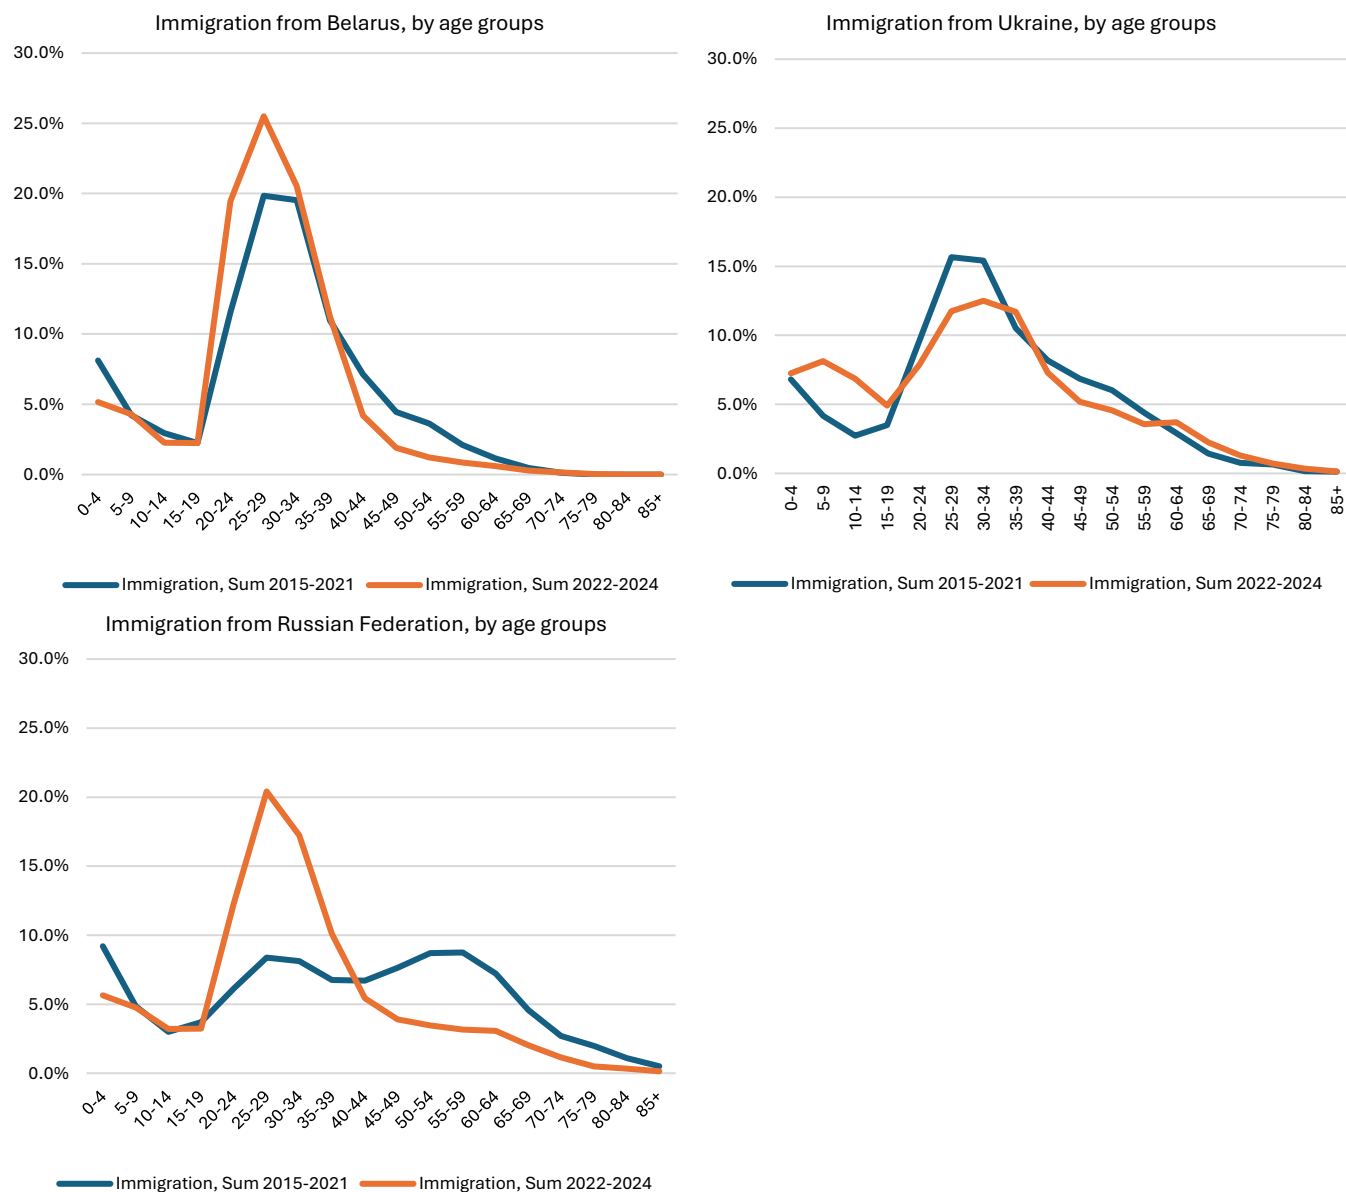 Immigration from Belarus, by age groups
30.0%
25.0%
20.0%
15.0%
10.0%
5.0%
0.0%
0-4 5-9 10-14 15-19 20-24 25-29 30-34 35-39 40-44 45-49 50-54 55-59 60-64 65-69 70-74 75-79 80-84 85+
Immigration, Sum 2015-2021 Immigration, Sum 2022-2024
Immigration from Ukraine, by age groups
30.0%
25.0%
20.0%
15.0%
10.0%
5.0%
0.0%
0-4 5-9 10-14 15-19 20-24 25-29 30-34 35-39 40-44 45-49 50-54 55-59 60-64 65-69 70-74 75-79 80-84 85+
Immigration, Sum 2015-2021 Immigration, Sum 2022-2024
Immigration from Russian Federation, by age groups
30.0%
25.0%
20.0%
15.0%
10.0%
5.0%
0.0%
0-4 5-9 10-14 15-19 20-24 25-29 30-34 35-39 40-44 45-49 50-54 55-59 60-64 65-69 70-74 75-79 80-84 85+
Immigration, Sum 2015-2021 Immigration, Sum 2022-2024